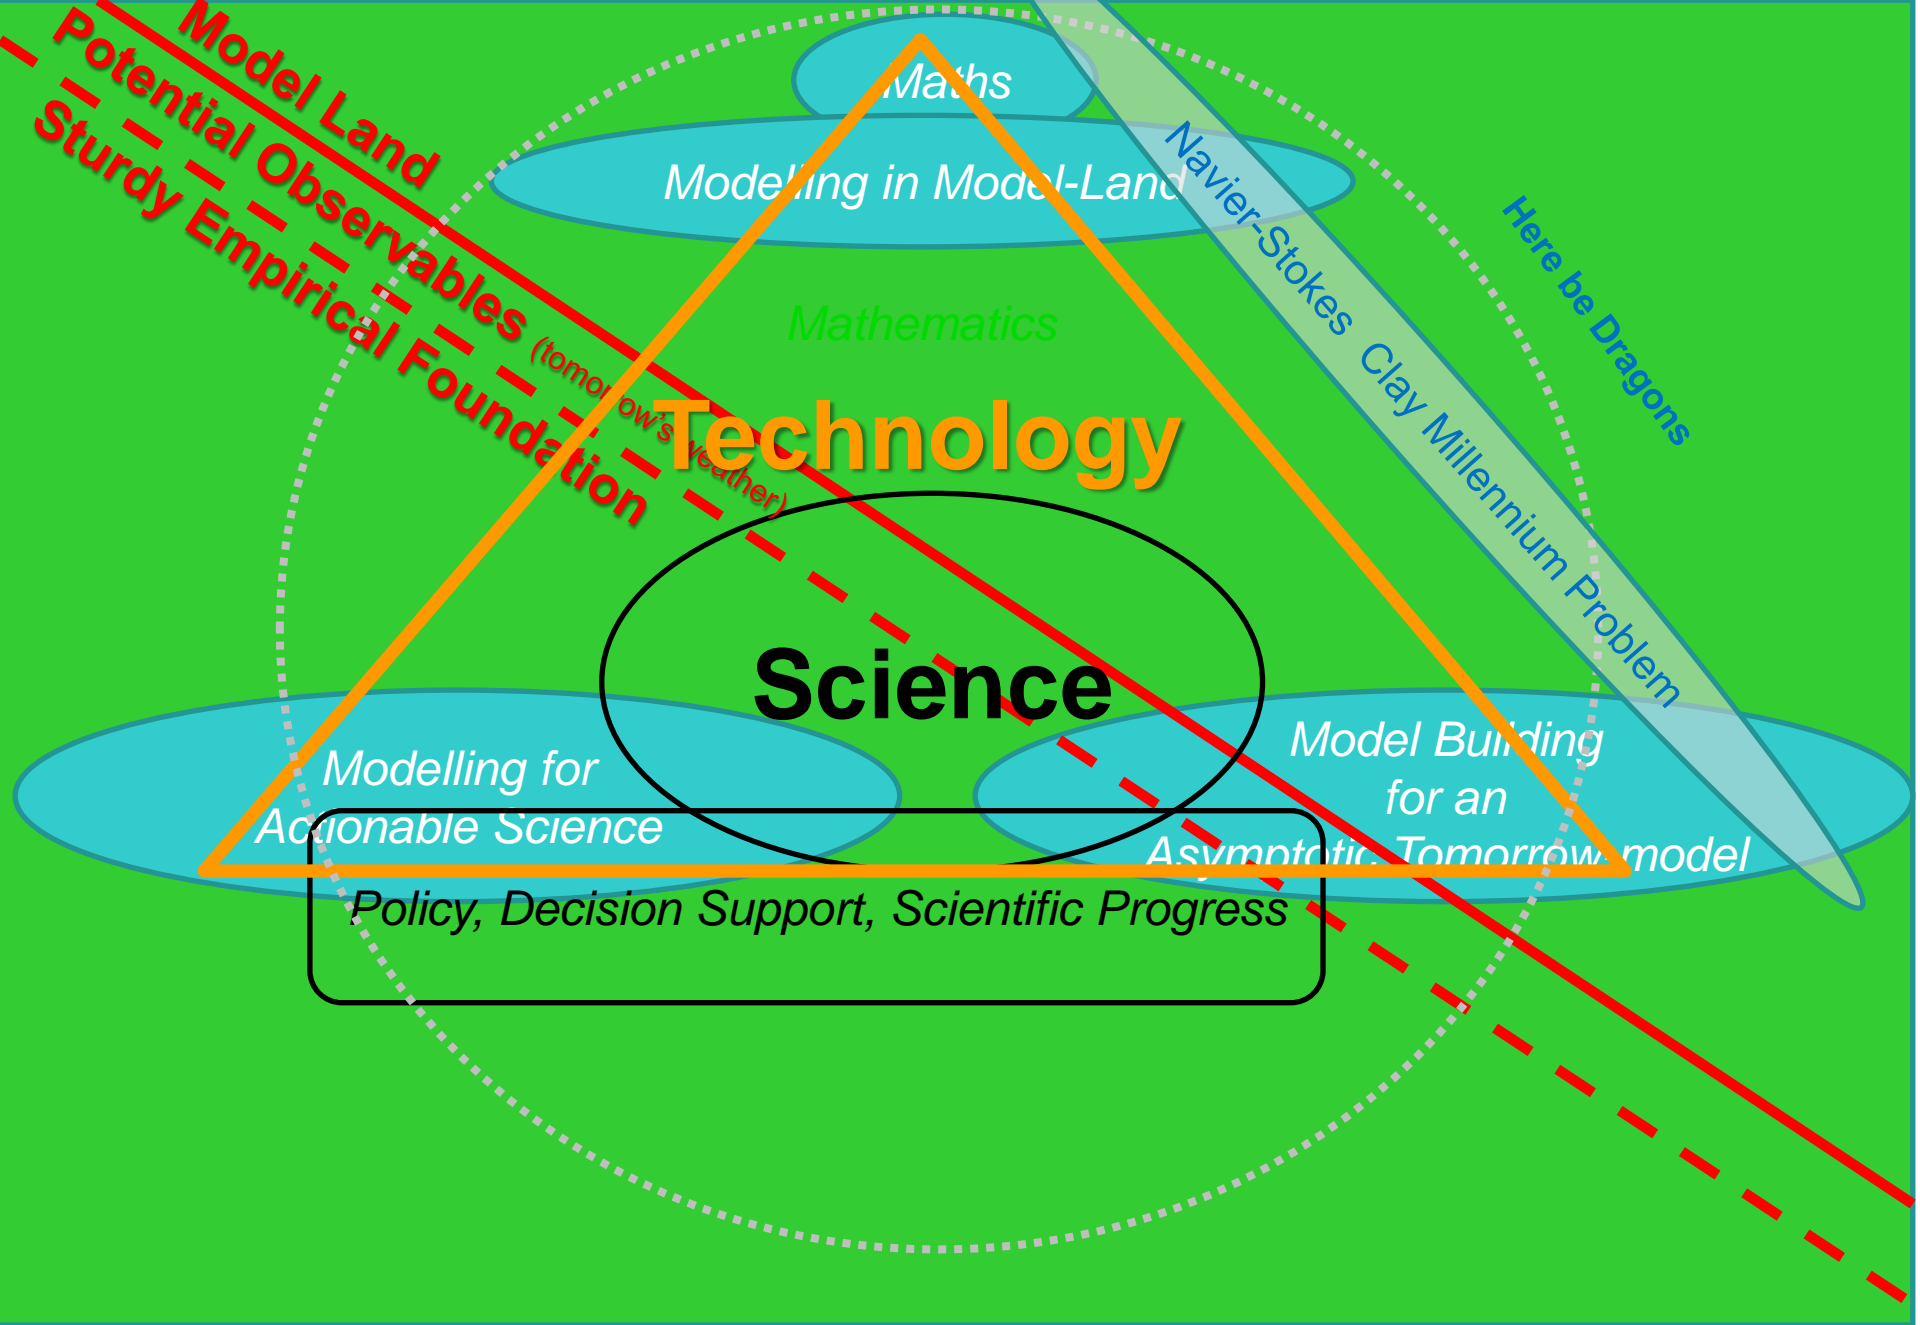 Model Land
Potential Observables (tomorrow's weather)
Sturdy Empirical Foundation
Maths
Modelling in Model-Land
Navier-Stokes Clay Millennium Problem
Here be Dragons
Mathematics
Technology
Science
Modelling for
Actionable Science
Model Building
for an
Asymptotic Tomorrow-model
Policy, Decision Support, Scientific Progress